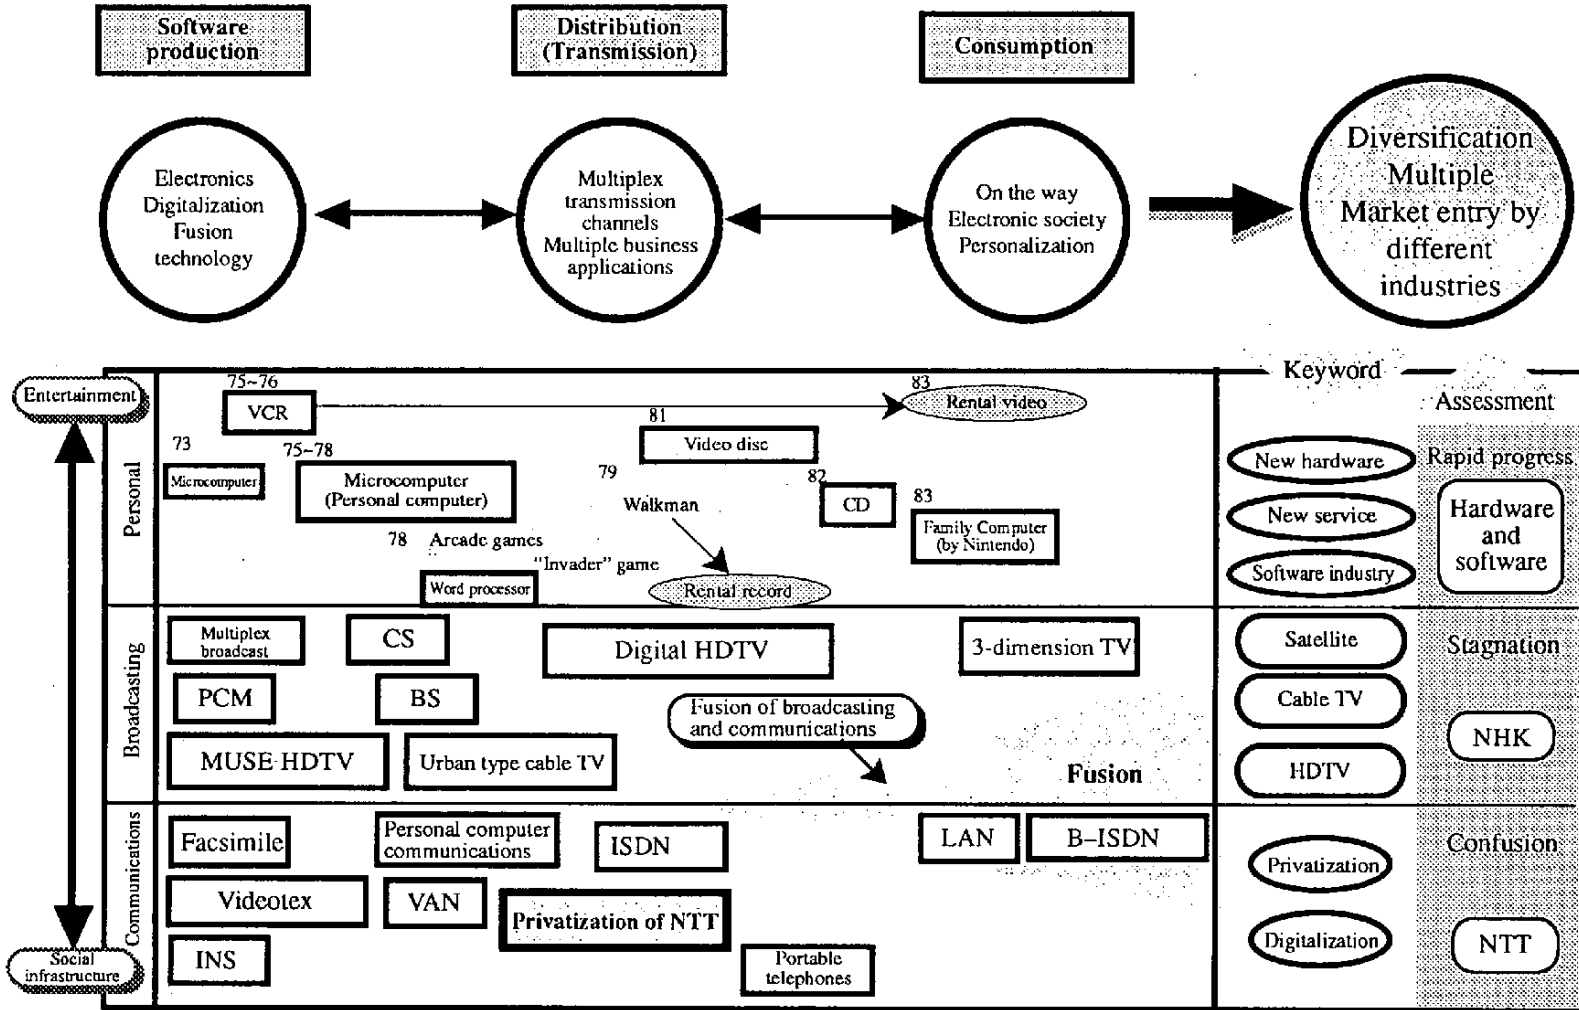 Software
production
Distribution
(Transmission)
Consumption
Electronics
Digitalization
Fusion
technology
Multiplex
transmission
channels
Multiple business
applications
On the way
Electronic society
Personalization
Diversification
Multiple
Market entry by
different
industries
Keyword
Assessment
Entertainment
Social
infrastructure
Personal
75~76
VCR
83
Rental video
81
Video disc
73
Microcomputer
75~78
Microcomputer
(Personal computer)
79
Walkman
82
CD
83
Family Computer
(by Nintendo)
78 Arcade games
"Invader" game
Word processor
Rental record
New hardware
New service
Software industry
Rapid progress
Hardware
and
software
Broadcasting
Multiplex
broadcast
CS
Digital HDTV
3-dimension TV
PCM
BS
Fusion of broadcasting
and communications
MUSE-HDTV
Urban type cable TV
Fusion
Satellite
Cable TV
HDTV
Stagnation
NHK
Communications
Facsimile
Personal computer
communications
ISDN
LAN
B-ISDN
Videotex
VAN
Privatization of NTT
INS
Portable
telephones
Privatization
Digitalization
Confusion
NTT